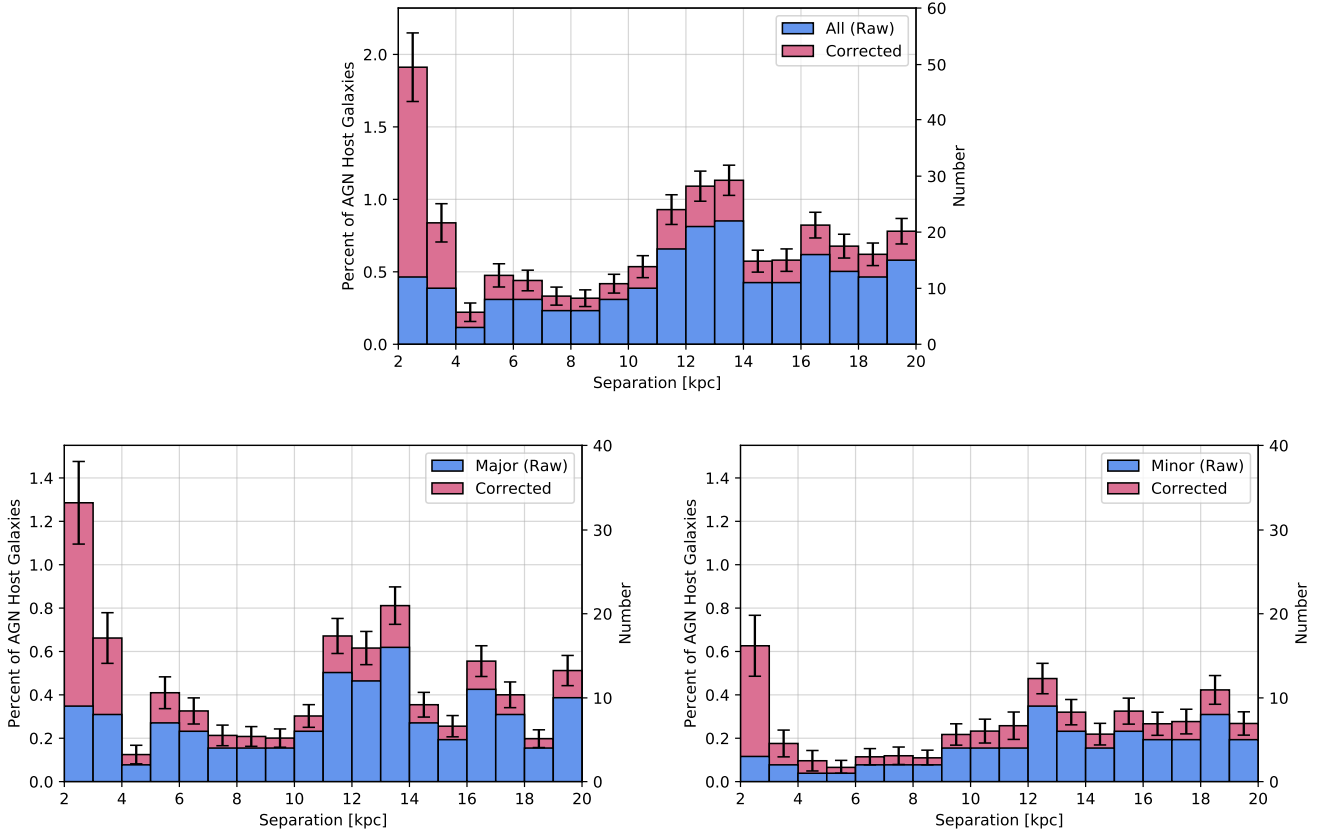 All (Raw)
Corrected
Percent of AGN Host Galaxies
2.0
1.5
1.0
0.5
0.0
60
50
40
30
20
10
0
Number
2 4 6 8 10 12 14 16 18 20
Separation [kpc]
Major (Raw)
Corrected
Percent of AGN Host Galaxies
1.4
1.2
1.0
0.8
0.6
0.4
0.2
0.0
40
30
20
10
0
Number
2 4 6 8 10 12 14 16 18 20
Separation [kpc]
Minor (Raw)
Corrected
Percent of AGN Host Galaxies
1.4
1.2
1.0
0.8
0.6
0.4
0.2
0.0
40
30
20
10
0
Number
2 4 6 8 10 12 14 16 18 20
Separation [kpc]